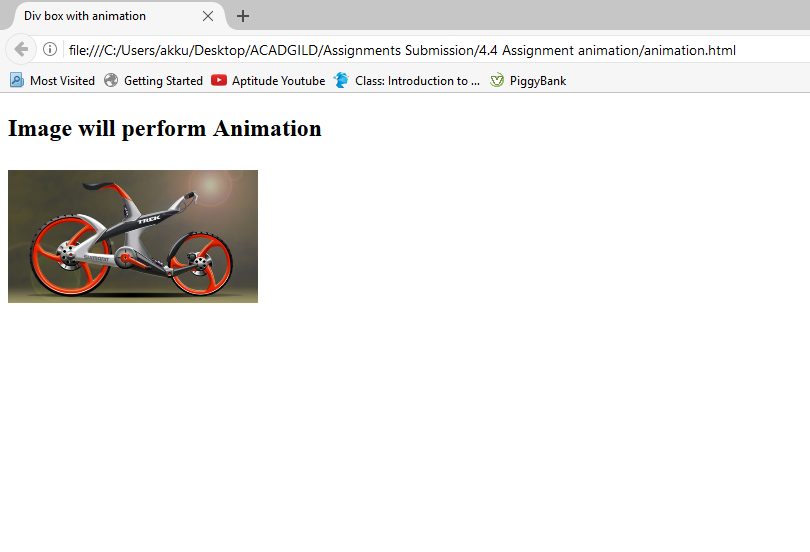 Div box with animation
file:///C:/Users/akku/Desktop/ACADGILD/Assignments Submission/4.4 Assignment animation/animation.html
Most Visited Getting Started Aptitude Youtube Class: Introduction to ... PiggyBank
Image will perform Animation
TREK